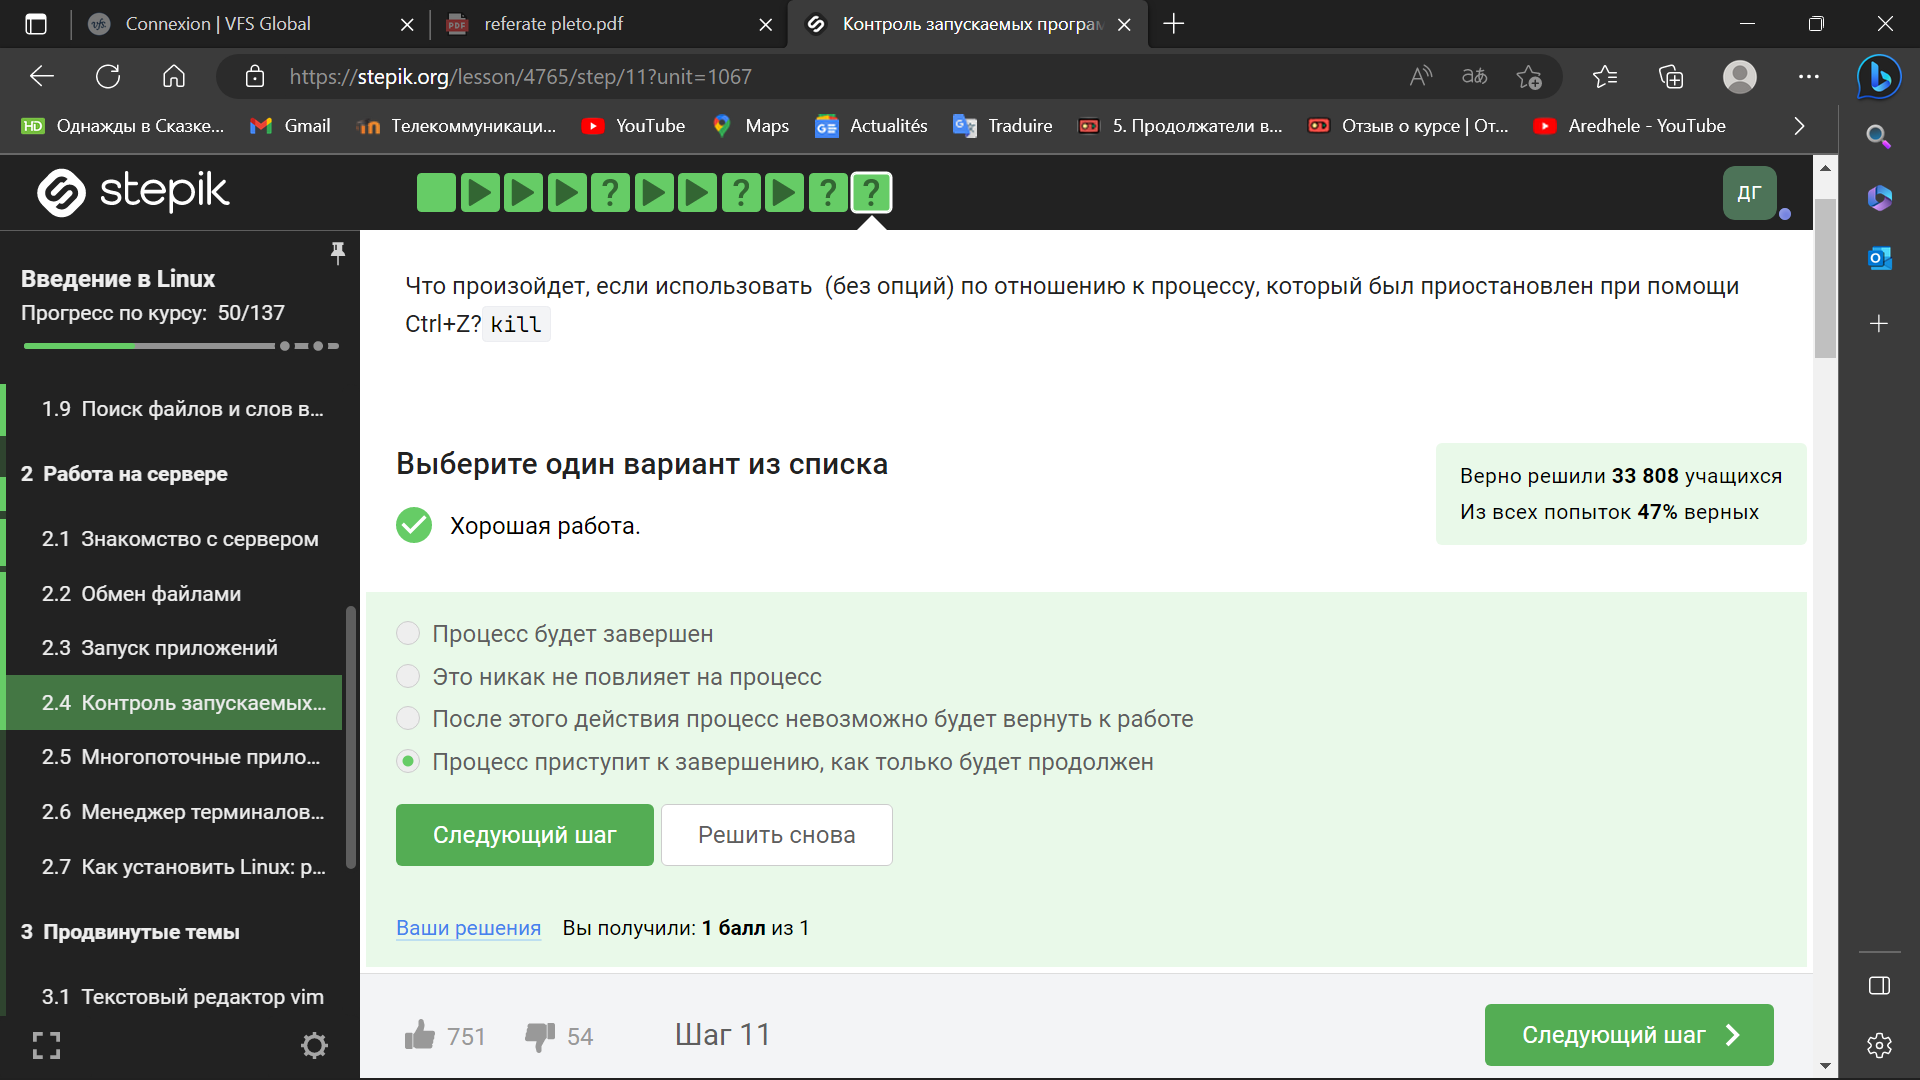 Connexion | VFS Global
referate pleto.pdf
Контроль запускаемых програм
https://stepik.org/lesson/4765/step/11?unit=1067
Однажды в Сказке...
Gmail
Телекоммуникаци...
YouTube
Maps
Actualités
Traduire
5. Продолжатели в...
Отзыв о курсе | От...
Aredhele - YouTube
stepik
ДГ
Введение в Linux
Прогресс по курсу: 50/137
1.9 Поиск файлов и слов в...
2 Работа на сервере
2.1 Знакомство с сервером
2.2 Обмен файлами
2.3 Запуск приложений
2.4 Контроль запускаемых...
2.5 Многопоточные прило...
2.6 Менеджер терминалов...
2.7 Как установить Linux: р...
3 Продвинутые темы
3.1 Текстовый редактор vim
Что произойдет, если использовать (без опций) по отношению к процессу, который был приостановлен при помощи
Ctrl+Z? kill
Выберите один вариант из списка
Хорошая работа.
Верно решили 33 808 учащихся
Из всех попыток 47% верных
Процесс будет завершен
Это никак не повлияет на процесс
После этого действия процесс невозможно будет вернуть к работе
Процесс приступит к завершению, как только будет продолжен
Следующий шаг
Решить снова
Ваши решения Вы получили: 1 балл из 1
751
54
Шаг 11
Следующий шаг